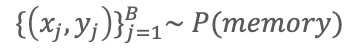 {(x_j, y_j)}_{j=1}^{B} ~ P(memory)